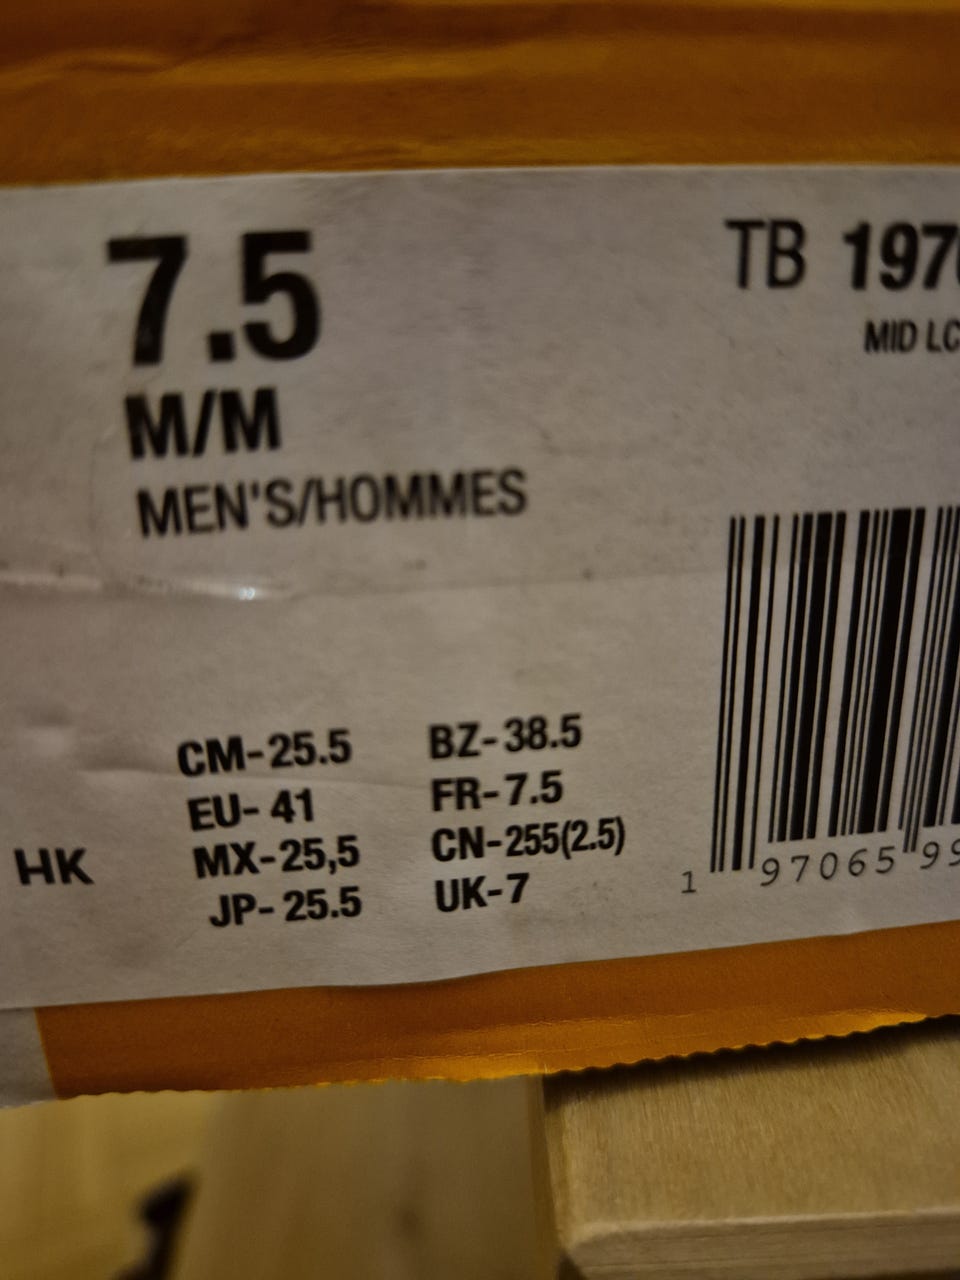 7.5
M/M
MEN'S/HOMMES
TB 197
MID LC
CM-25.5 BZ-38.5
EU- 41 FR-7.5
HK MX-25,5 CN-255(2.5)
JP- 25.5 UK-7
1 97065 99